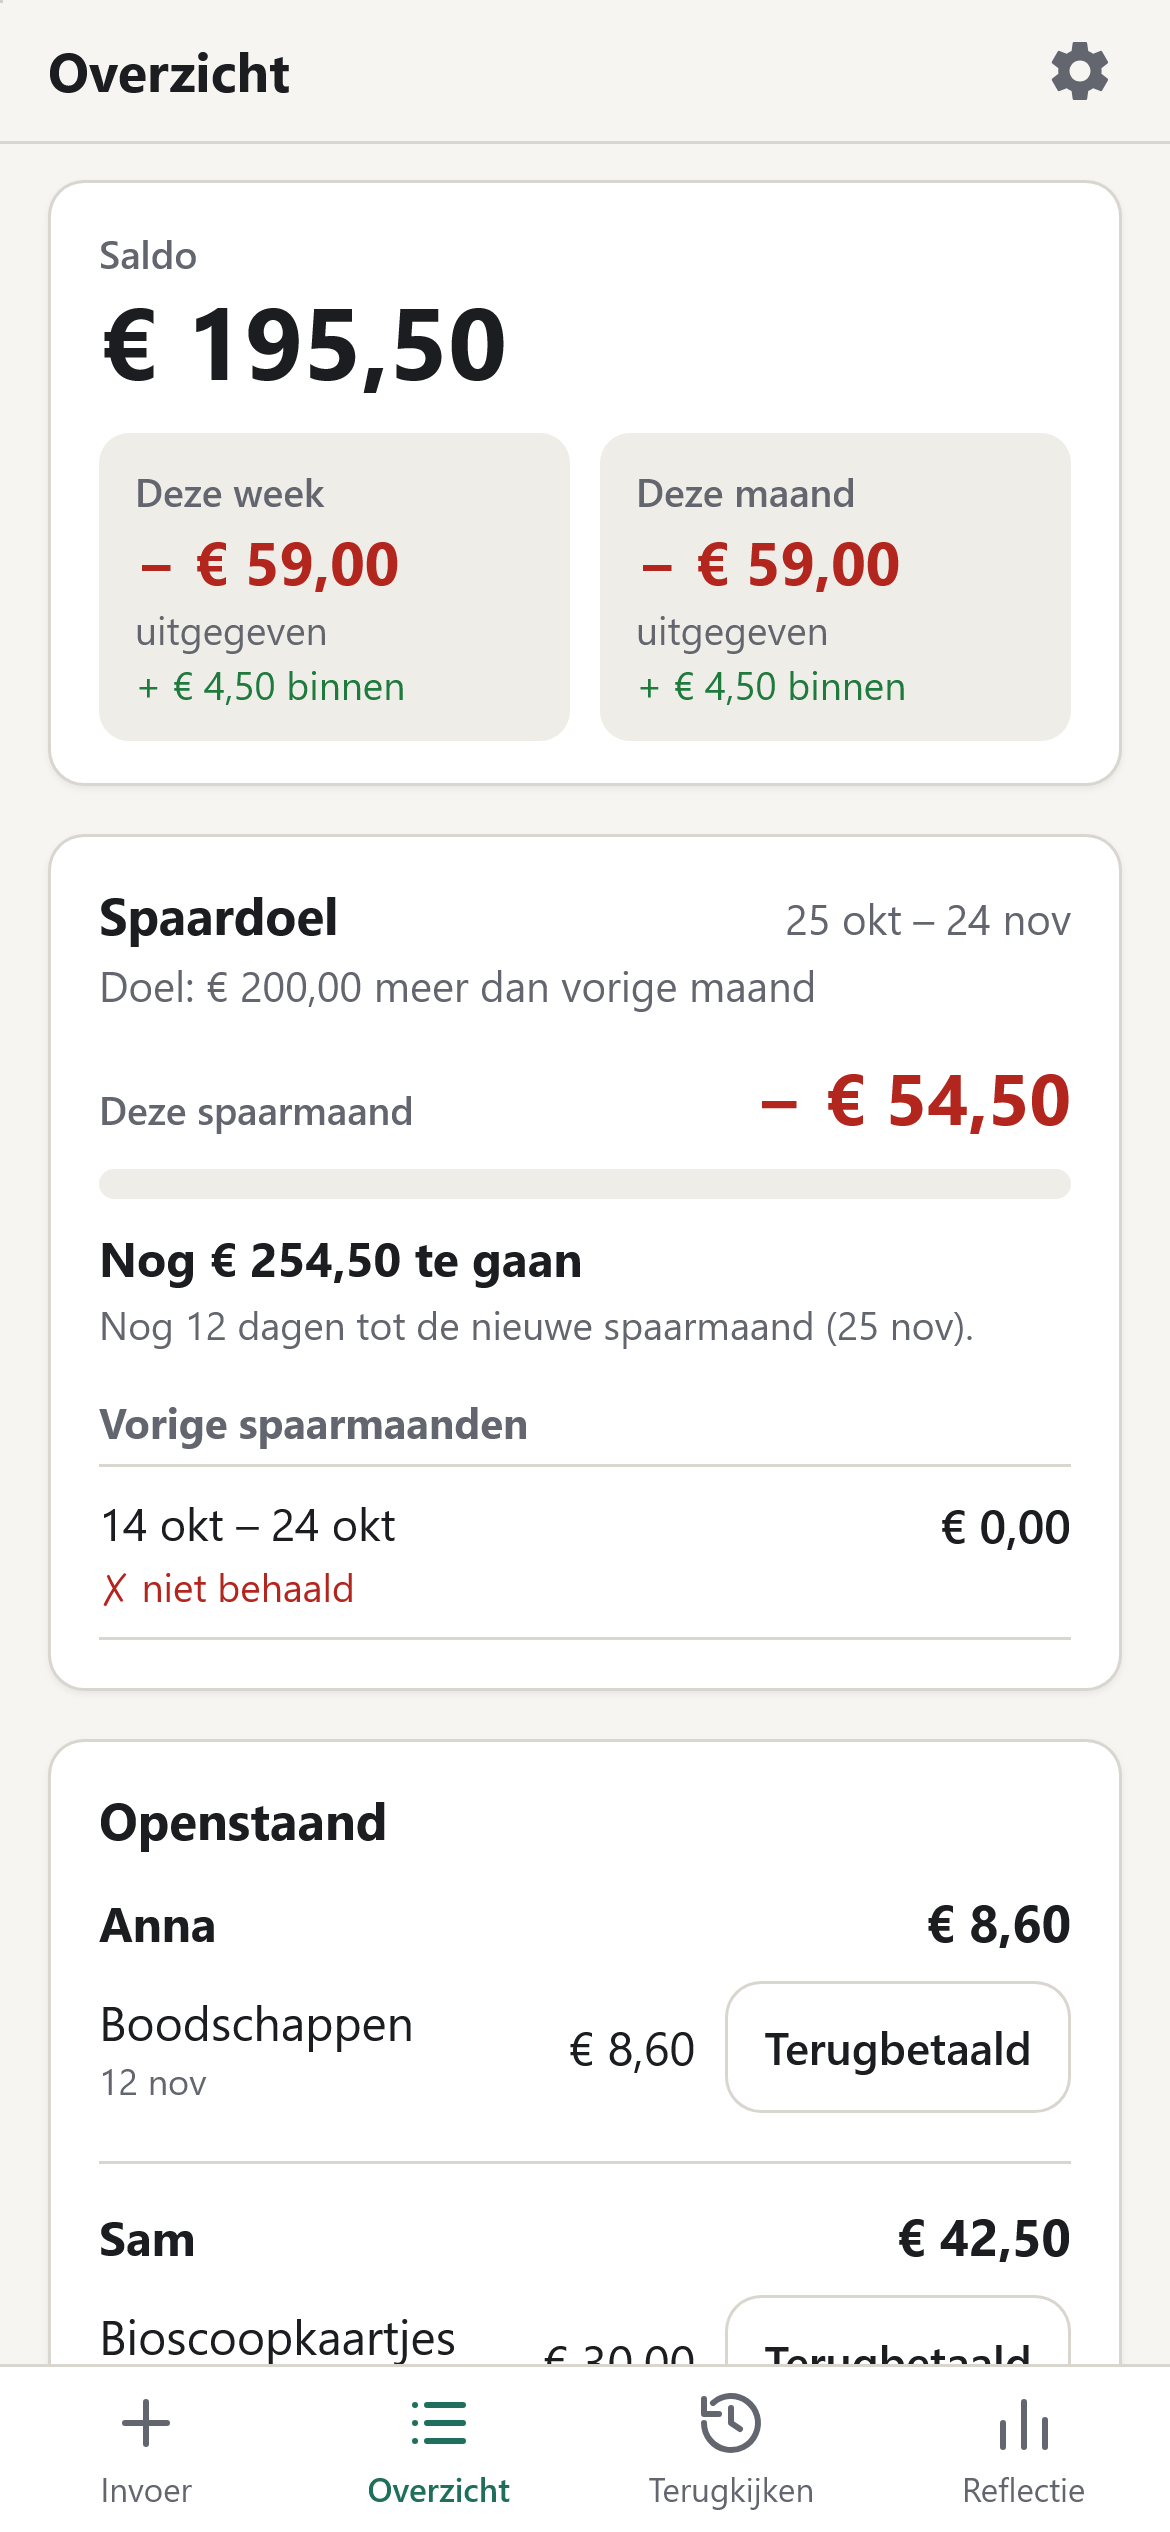 Overzicht
Saldo
€ 195,50
Deze week
− € 59,00
uitgegeven
+ € 4,50 binnen
Deze maand
− € 59,00
uitgegeven
+ € 4,50 binnen
Spaardoel
25 okt – 24 nov
Doel: € 200,00 meer dan vorige maand
Deze spaarmaand
− € 54,50
Nog € 254,50 te gaan
Nog 12 dagen tot de nieuwe spaarmaand (25 nov).
Vorige spaarmaanden
14 okt – 24 okt
€ 0,00
✗ niet behaald
Openstaand
Anna
€ 8,60
Boodschappen
12 nov
€ 8,60
Terugbetaald
Sam
€ 42,50
Bioscoopkaartjes
€ 30,00
Terugbetaald
Invoer
Overzicht
Terugkijken
Reflectie